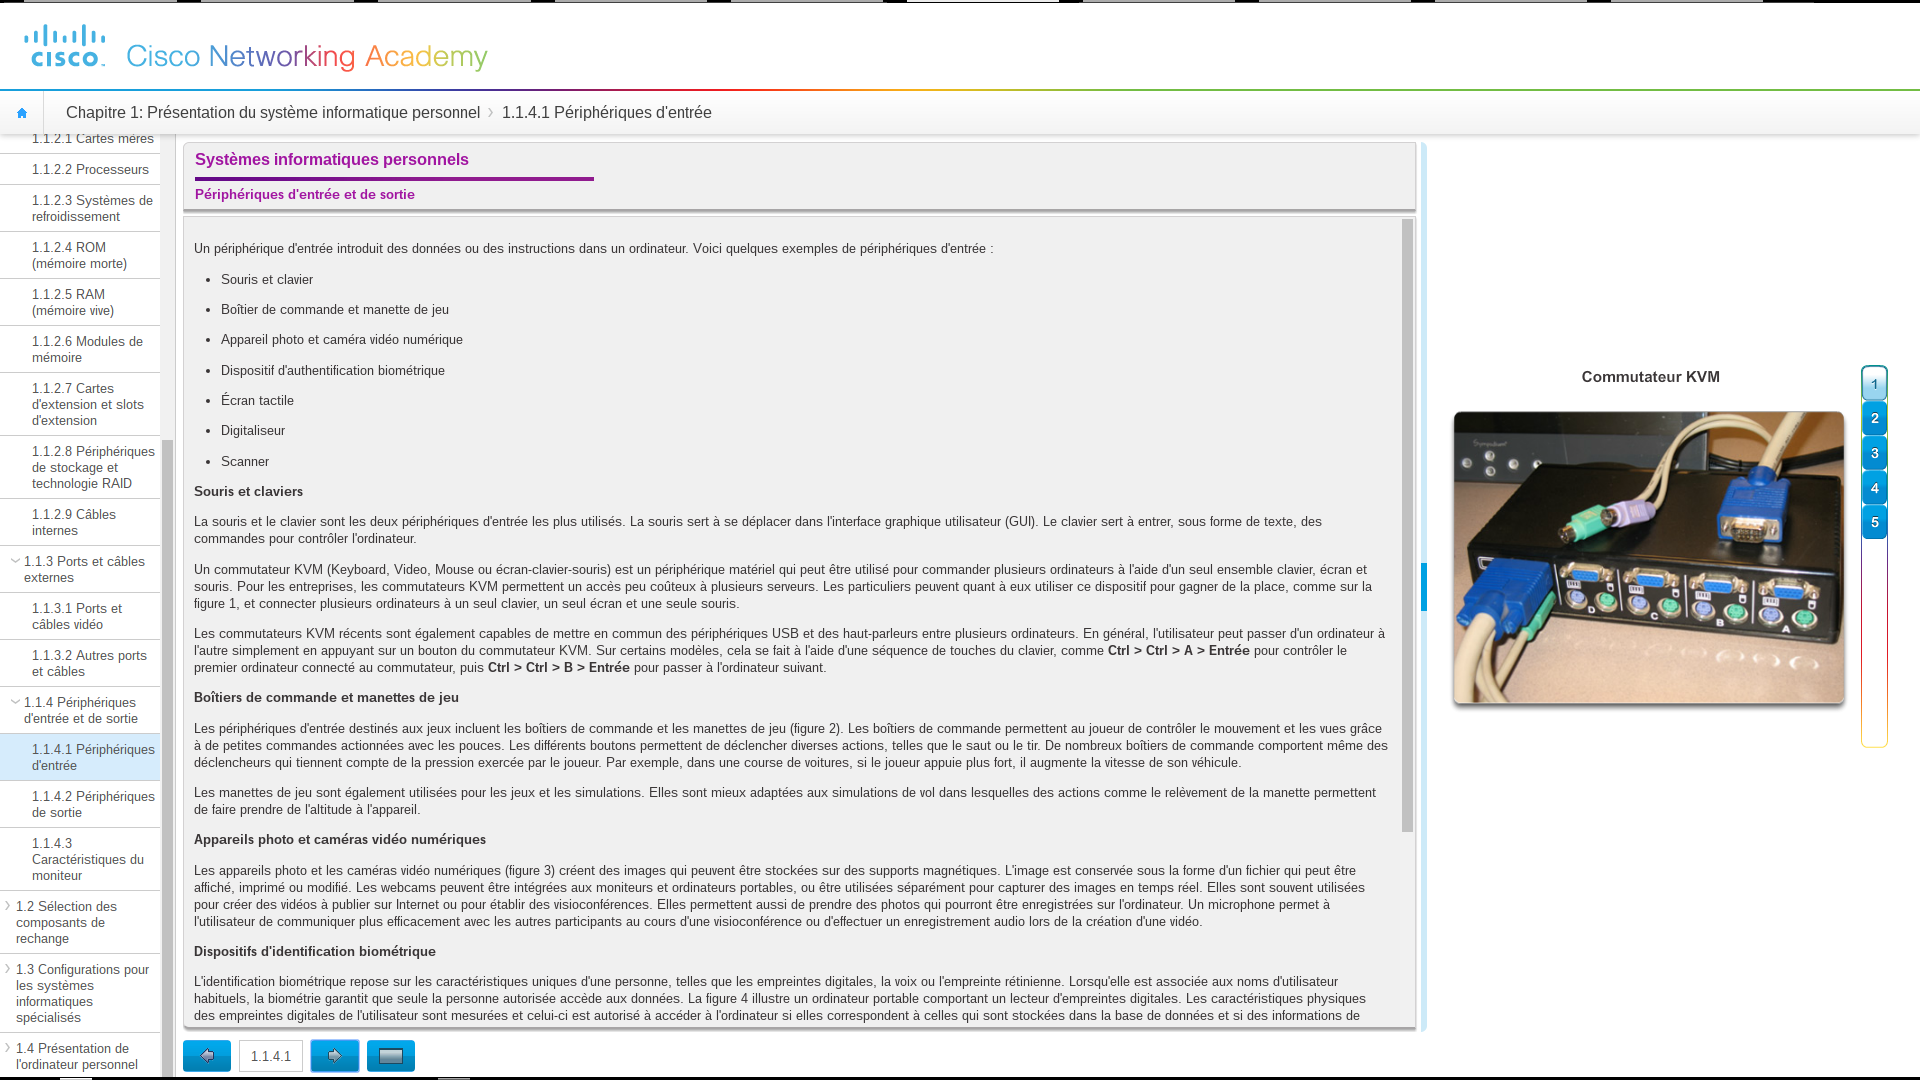 CISCO
Cisco Networking Academy
Chapitre 1: Présentation du système informatique personnel
1.1.4.1 Périphériques d'entrée
1.1.2.1 Cartes mères
1.1.2.2 Processeurs
1.1.2.3 Systèmes de
refroidissement
1.1.2.4 ROM
(mémoire morte)
1.1.2.5 RAM
(mémoire vive)
1.1.2.6 Modules de
mémoire
1.1.2.7 Cartes
d'extension et slots
d'extension
1.1.2.8 Périphériques
de stockage et
technologie RAID
1.1.2.9 Câbles
internes
1.1.3 Ports et câbles
externes
1.1.3.1 Ports et
câbles vidéo
1.1.3.2 Autres ports
et câbles
1.1.4 Périphériques
d'entrée et de sortie
1.1.4.1 Périphériques
d'entrée
1.1.4.2 Périphériques
de sortie
1.1.4.3
Caractéristiques du
moniteur
1.2 Sélection des
composants de
rechange
1.3 Configurations pour
les systèmes
informatiques
spécialisés
1.4 Présentation de
l'ordinateur personnel
Systèmes informatiques personnels
Périphériques d'entrée et de sortie
Un périphérique d'entrée introduit des données ou des instructions dans un ordinateur. Voici quelques exemples de périphériques d'entrée :
• Souris et clavier
• Boîtier de commande et manette de jeu
• Appareil photo et caméra vidéo numérique
• Dispositif d'authentification biométrique
• Écran tactile
• Digitaliseur
• Scanner
Souris et claviers
La souris et le clavier sont les deux périphériques d'entrée les plus utilisés. La souris sert à se déplacer dans l'interface graphique utilisateur (GUI). Le clavier sert à entrer, sous forme de texte, des
commandes pour contrôler l'ordinateur.
Un commutateur KVM (Keyboard, Video, Mouse ou écran-clavier-souris) est un périphérique matériel qui peut être utilisé pour commander plusieurs ordinateurs à l'aide d'un seul ensemble clavier, écran et
souris. Pour les entreprises, les commutateurs KVM permettent un accès peu coûteux à plusieurs serveurs. Les particuliers peuvent quant à eux utiliser ce dispositif pour gagner de la place, comme sur la
figure 1, et connecter plusieurs ordinateurs à un seul clavier, un seul écran et une seule souris.
Les commutateurs KVM récents sont également capables de mettre en commun des périphériques USB et des haut-parleurs entre plusieurs ordinateurs. En général, l'utilisateur peut passer d'un ordinateur à
l'autre simplement en appuyant sur un bouton du commutateur KVM. Sur certains modèles, cela se fait à l'aide d'une séquence de touches du clavier, comme Ctrl > Ctrl > A > Entrée pour contrôler le
premier ordinateur connecté au commutateur, puis Ctrl > Ctrl > B > Entrée pour passer à l'ordinateur suivant.
Boîtiers de commande et manettes de jeu
Les périphériques d'entrée destinés aux jeux incluent les boîtiers de commande et les manettes de jeu (figure 2). Les boîtiers de commande permettent au joueur de contrôler le mouvement et les vues grâce
à de petites commandes actionnées avec les pouces. Les différents boutons permettent de déclencher diverses actions, telles que le saut ou le tir. De nombreux boîtiers de commande comportent même des
déclencheurs qui tiennent compte de la pression exercée par le joueur. Par exemple, dans une course de voitures, si le joueur appuie plus fort, il augmente la vitesse de son véhicule.
Les manettes de jeu sont également utilisées pour les jeux et les simulations. Elles sont mieux adaptées aux simulations de vol dans lesquelles des actions comme le relèvement de la manette permettent
de faire prendre de l'altitude à l'appareil.
Appareils photo et caméras vidéo numériques
Les appareils photo et les caméras vidéo numériques (figure 3) créent des images qui peuvent être stockées sur des supports magnétiques. L'image est conservée sous la forme d'un fichier qui peut être
affiché, imprimé ou modifié. Les webcams peuvent être intégrées aux moniteurs et ordinateurs portables, ou être utilisées séparément pour capturer des images en temps réel. Elles sont souvent utilisées
pour créer des vidéos à publier sur Internet ou pour établir des visioconférences. Elles permettent aussi de prendre des photos qui pourront être enregistrées sur l'ordinateur. Un microphone permet à
l'utilisateur de communiquer plus efficacement avec les autres participants au cours d'une visioconférence ou d'effectuer un enregistrement audio lors de la création d'une vidéo.
Dispositifs d'identification biométrique
L'identification biométrique repose sur les caractéristiques uniques d'une personne, telles que les empreintes digitales, la voix ou l'empreinte rétinienne. Lorsqu'elle est associée aux noms d'utilisateur
habituels, la biométrie garantit que seule la personne autorisée accède aux données. La figure 4 illustre un ordinateur portable comportant un lecteur d'empreintes digitales. Les caractéristiques physiques
des empreintes digitales de l'utilisateur sont mesurées et celui-ci est autorisé à accéder à l'ordinateur si elles correspondent à celles qui sont stockées dans la base de données et si des informations de
1.1.4.1
Commutateur KVM
D
C
B
A
1
2
3
4
5